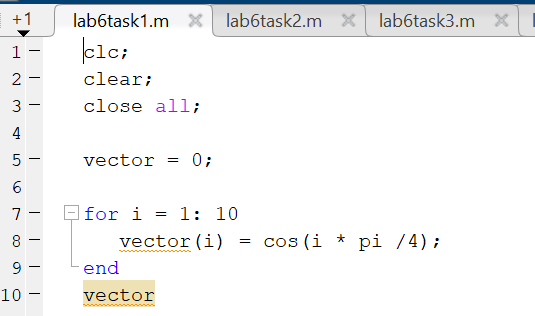 +1 lab6task1.m lab6task2.m lab6task3.m
1 clc;
2 clear;
3 close all;
4
5 vector = 0;
6
7 for i = 1: 10
8 vector(i) = cos(i * pi /4);
9 end
10 vector